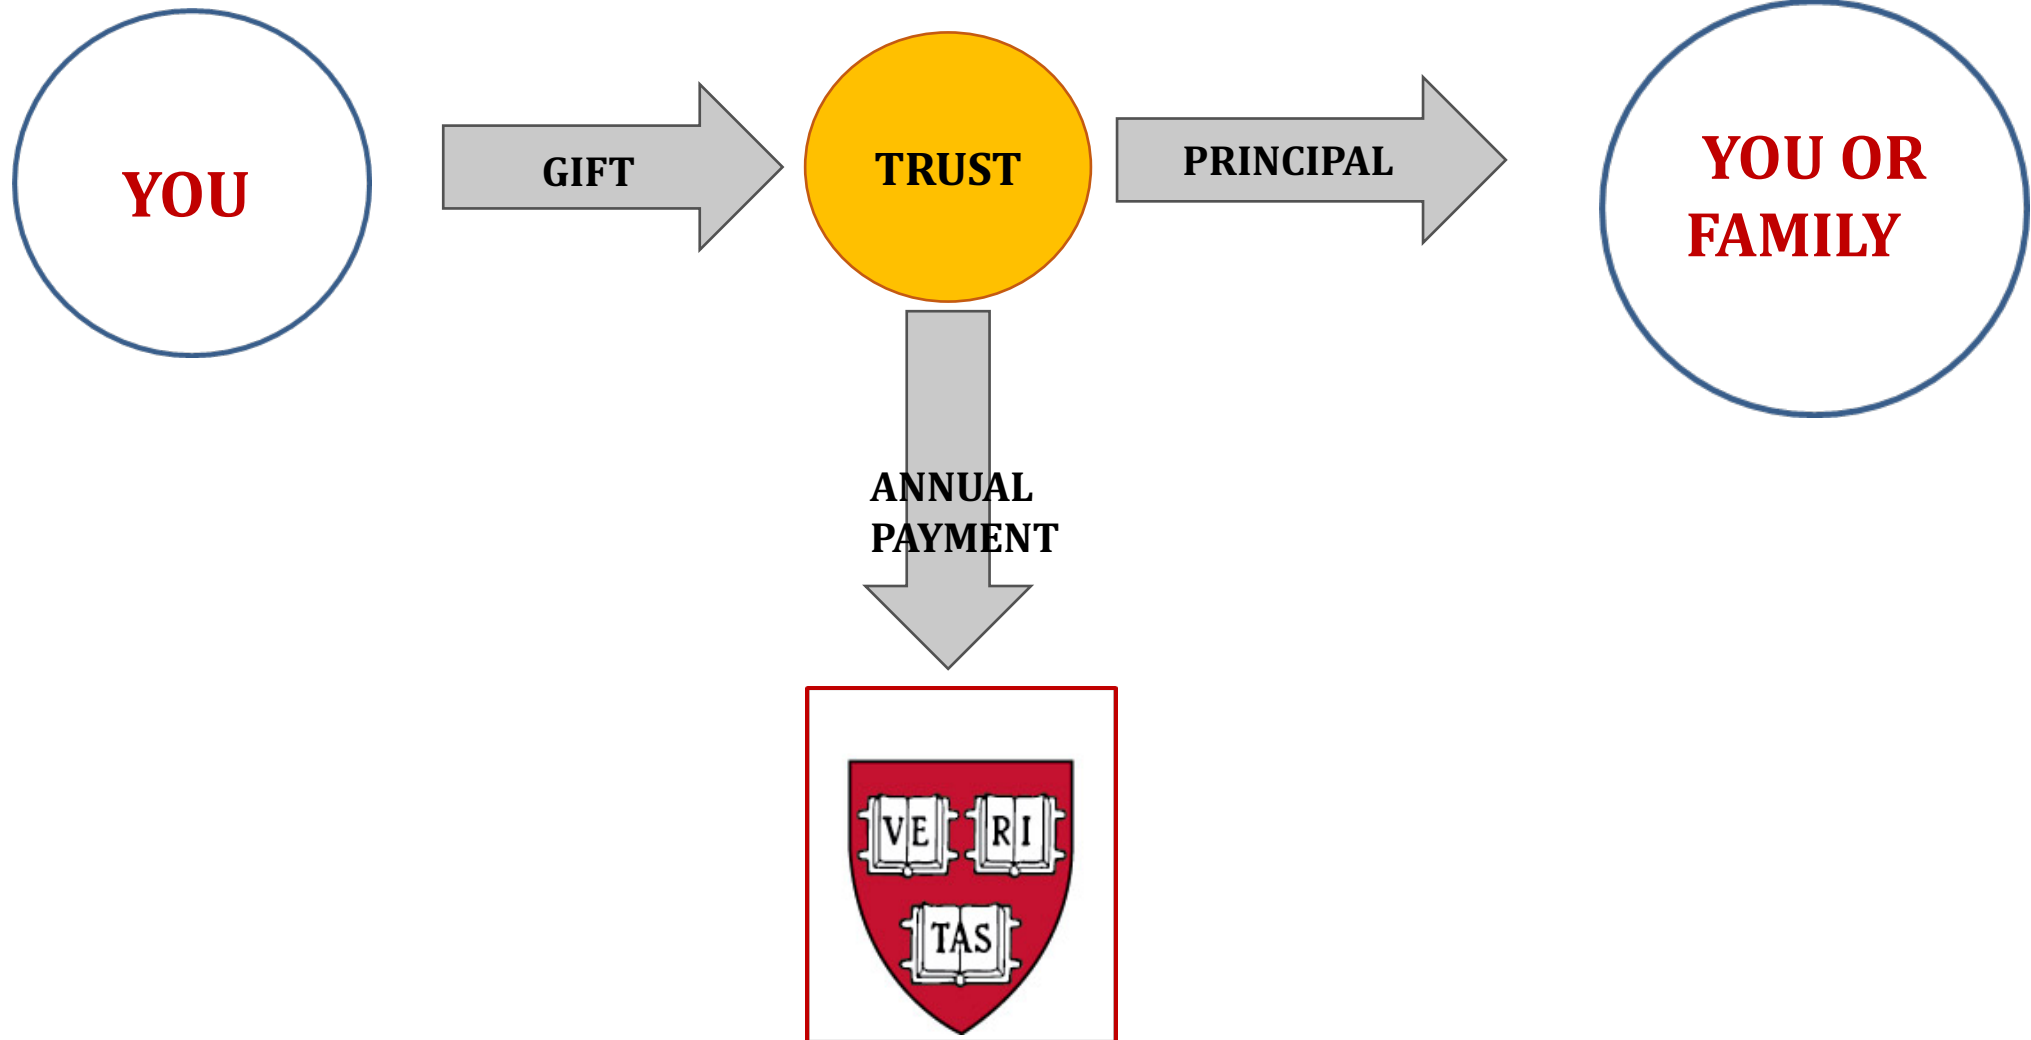 YOU
GIFT
TRUST
PRINCIPAL
YOU OR
FAMILY
ANNUAL
PAYMENT
VE RI
TAS